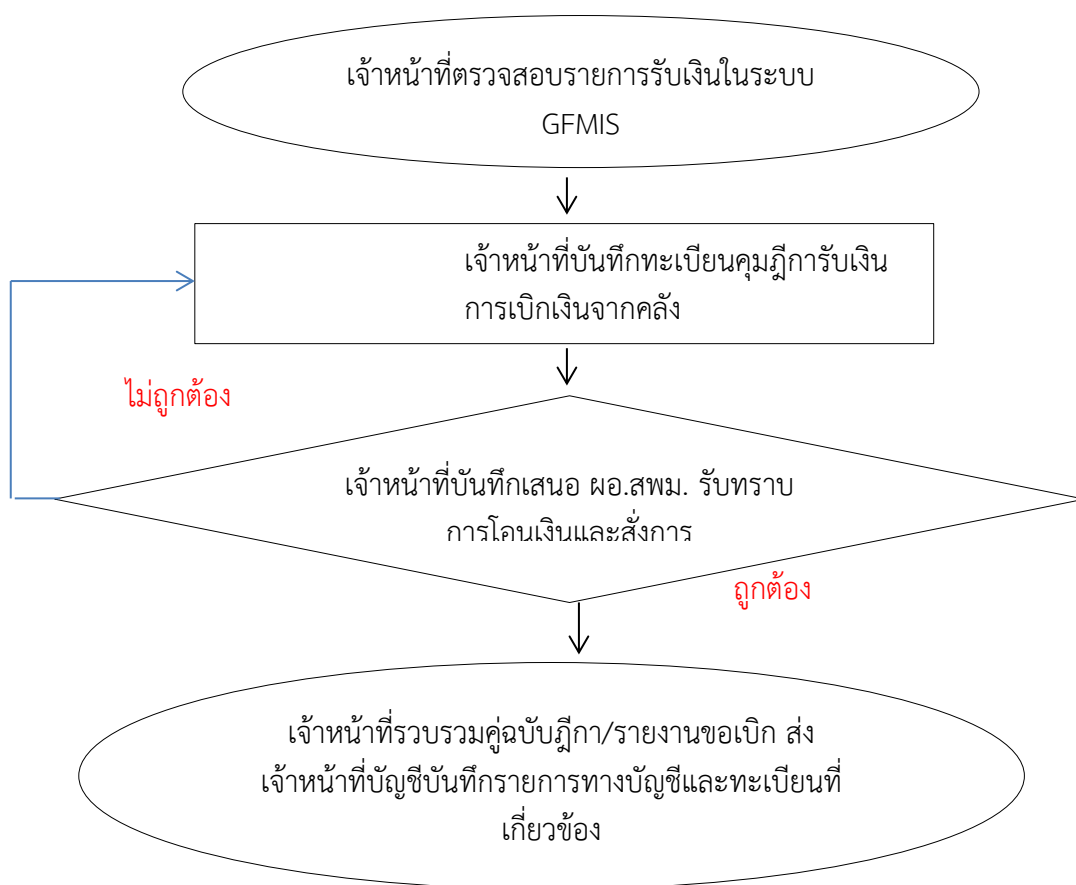 เจ้าหน้าที่ตรวจสอบรายการรับเงินในระบบ
GFMIS
เจ้าหน้าที่บันทึกทะเบียนคุมฎีการับเงิน
การเบิกเงินจากคลัง
ไม่ถูกต้อง
เจ้าหน้าที่บันทึกเสนอ ผอ.สพม. รับทราบ
การโอนเงินและสั่งการ
ถูกต้อง
เจ้าหน้าที่รวบรวมคู่ฉบับฎีกา/รายงานขอเบิก ส่ง
เจ้าหน้าที่บัญชีบันทึกรายการทางบัญชีและทะเบียนที่
เกี่ยวข้อง